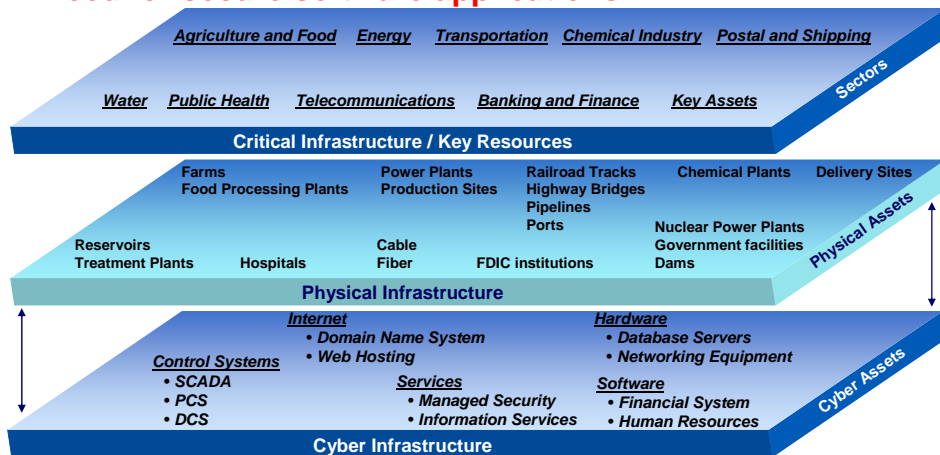 Agriculture and Food Energy Transportation Chemical Industry Postal and Shipping
Water Public Health Telecommunications Banking and Finance Key Assets
Sectors
Critical Infrastructure / Key Resources
Farms Power Plants Railroad Tracks Chemical Plants Delivery Sites
Food Processing Plants Production Sites Highway Bridges
Pipelines
Ports
Nuclear Power Plants
Reservoirs Cable Government facilities
Treatment Plants Hospitals Fiber FDIC institutions Dams
Physical Assets
Physical Infrastructure
Internet Hardware
• Domain Name System • Database Servers
• Web Hosting • Networking Equipment
Control Systems
• SCADA Services Software
• PCS • Managed Security • Financial System
• DCS • Information Services • Human Resources
Cyber Assets
Cyber Infrastructure